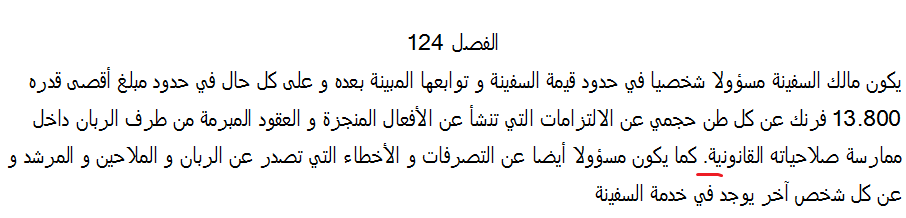 الفصل 124
يكون مالك السفينة مسؤولا شخصيا في حدود قيمة السفينة و توابعها المبينة بعده و على كل حال في حدود مبلغ أقصى قدره
13.800 فرنك عن كل طن حجمي عن الالتزامات التي تنشأ عن الأفعال المنجزة و العقود المبرمة من طرف الربان داخل
ممارسة صلاحياته القانونية. كما يكون مسؤولا أيضا عن التصرفات و الأخطاء التي تصدر عن الربان و الملاحين و المرشد و
عن كل شخص آخر يوجد في خدمة السفينة